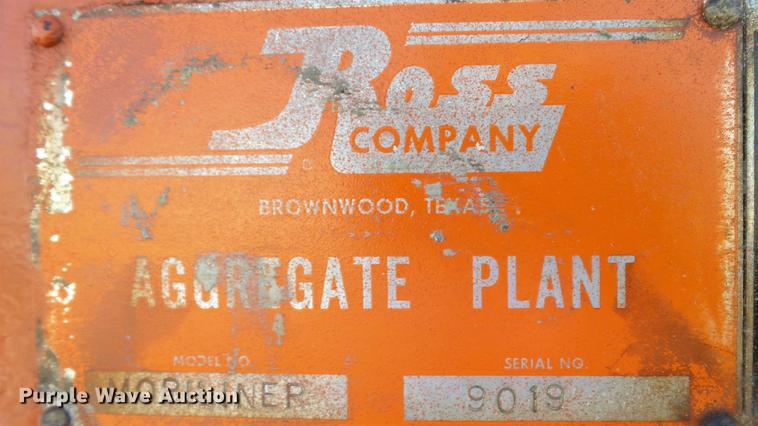 Ross
COMPANY
BROWNWOOD, TEXAS
AGGREGATE PLANT
MODEL NO.
SERIAL NO.
9019
Purple Wave Auction